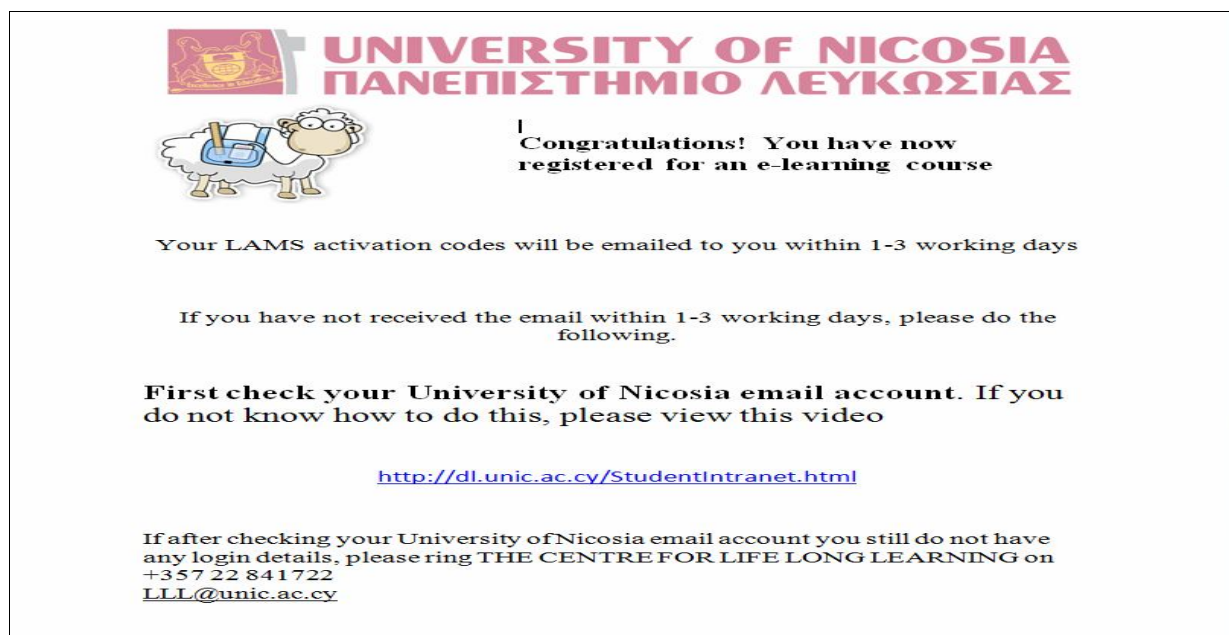 UNIVERSITY OF NICOSIA
ΠΑΝΕΠΙΣΤΗΜΙΟ ΛΕΥΚΩΣΙΑΣ
Excellence in Education
Congratulations! You have now
registered for an e-learning course
Your LAMS activation codes will be emailed to you within 1-3 working days
If you have not received the email within 1-3 working days, please do the
following.
First check your University of Nicosia email account. If you
do not know how to do this, please view this video
http://dl.unic.ac.cy/StudentIntranet.html
If after checking your University of Nicosia email account you still do not have
any login details, please ring THE CENTRE FOR LIFE LONG LEARNING on
+357 22 841722
LLL@unic.ac.cy